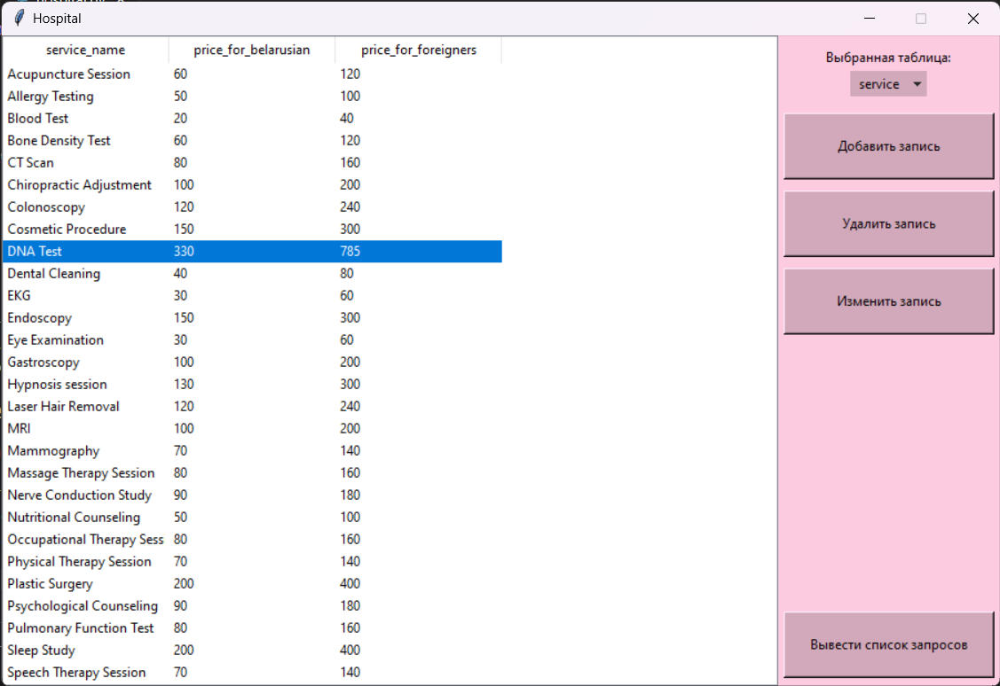 Hospital
service_name price_for_belarusian price_for_foreigners
Acupuncture Session 60 120
Allergy Testing 50 100
Blood Test 20 40
Bone Density Test 60 120
CT Scan 80 160
Chiropractic Adjustment 100 200
Colonoscopy 120 240
Cosmetic Procedure 150 300
DNA Test 330 785
Dental Cleaning 40 80
EKG 30 60
Endoscopy 150 300
Eye Examination 30 60
Gastroscopy 100 200
Hypnosis session 130 300
Laser Hair Removal 120 240
MRI 100 200
Mammography 70 140
Massage Therapy Session 80 160
Nerve Conduction Study 90 180
Nutritional Counseling 50 100
Occupational Therapy Sess 80 160
Physical Therapy Session 70 140
Plastic Surgery 200 400
Psychological Counseling 90 180
Pulmonary Function Test 80 160
Sleep Study 200 400
Speech Therapy Session 70 140
Выбранная таблица:
service
Добавить запись
Удалить запись
Изменить запись
Вывести список запросов